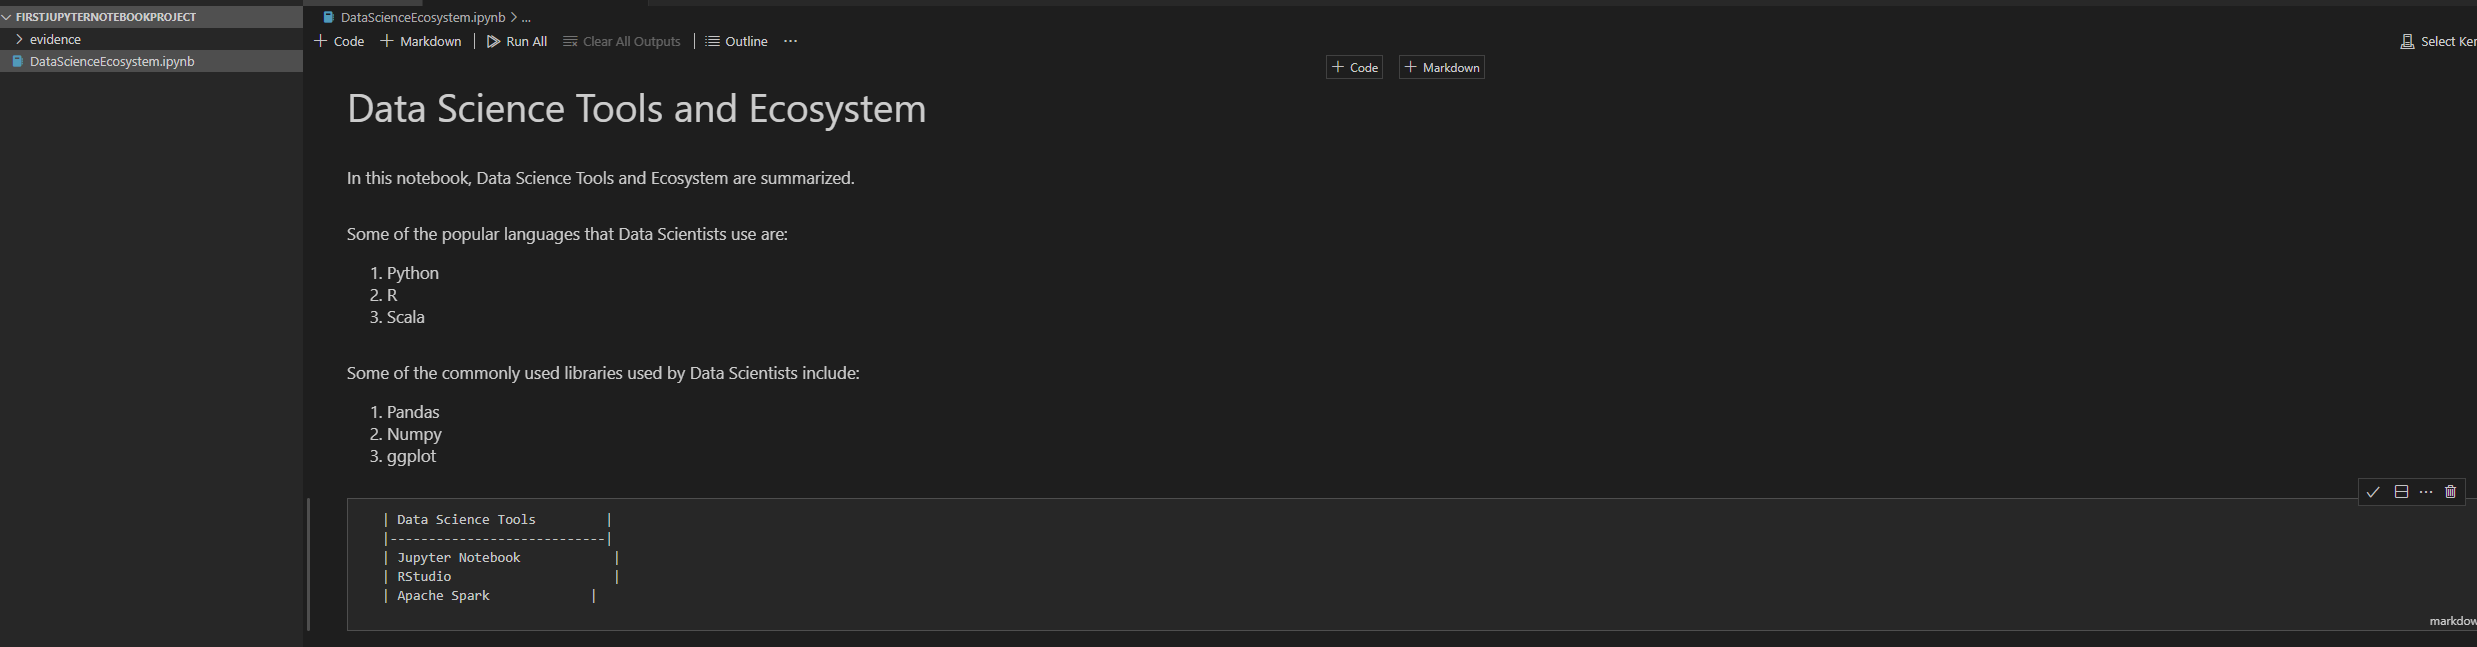 FIRSTJUPYTERNOTEBOOKPROJECT
evidence
DataScienceEcosystem.ipynb
DataScienceEcosystem.ipynb > ...
+ Code + Markdown | Run All Clear All Outputs | Outline ...
Select Ker
+ Code + Markdown
Data Science Tools and Ecosystem
In this notebook, Data Science Tools and Ecosystem are summarized.
Some of the popular languages that Data Scientists use are:
1. Python
2. R
3. Scala
Some of the commonly used libraries used by Data Scientists include:
1. Pandas
2. Numpy
3. ggplot
| Data Science Tools         |
|----------------------------|
| Jupyter Notebook            |
| RStudio                     |
| Apache Spark             |
markdow